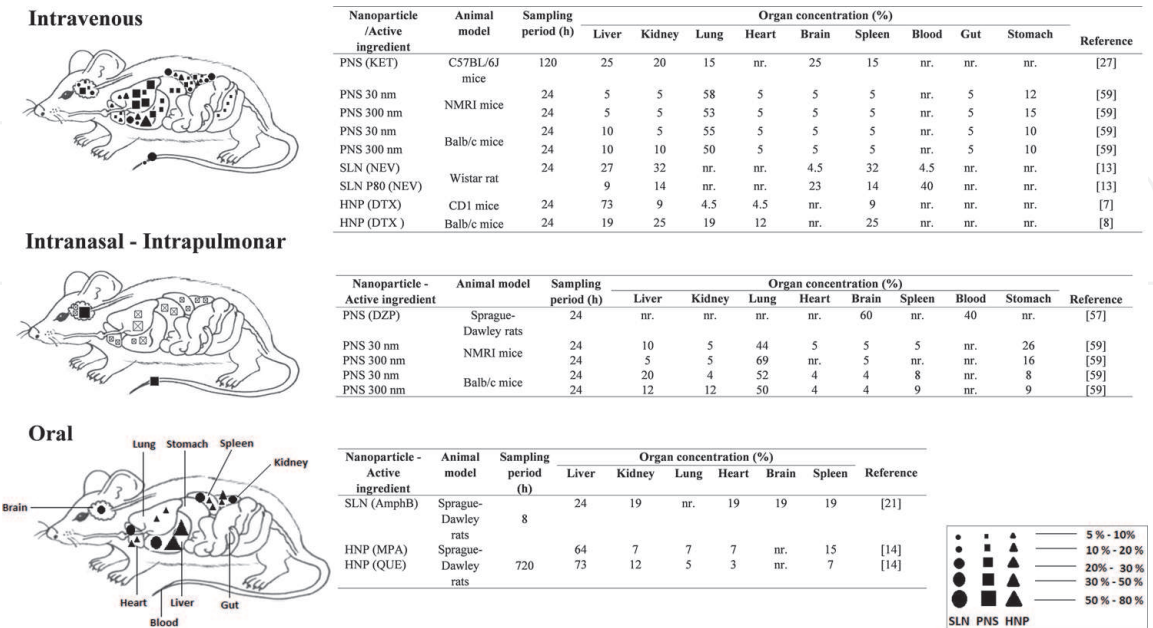 Intravenous
Nanoparticle Animal Sampling Organ concentration (%)
/Active model period (h) Liver Kidney Lung Heart Brain Spleen Blood Gut Stomach Reference
ingredient
PNS (KET) C57BL/6J 120 25 20 15 nr. 25 15 nr. nr. nr. [27]
mice
PNS 30 nm NMRI mice 24 5 5 58 5 5 5 nr. 5 12 [59]
PNS 300 nm 24 5 5 53 5 5 5 nr. 5 15 [59]
PNS 30 nm Balb/c mice 24 10 5 55 5 5 5 nr. 5 10 [59]
PNS 300 nm 24 10 10 50 5 5 5 nr. 5 10 [59]
SLN (NEV) Wistar rat 24 27 32 nr. nr. 4.5 32 4.5 nr. nr. [13]
SLN P80 (NEV) 9 14 nr. nr. 23 14 40 nr. nr. [13]
HNP (DTX) CD1 mice 24 73 9 4.5 4.5 nr. 9 nr. nr. nr. [7]
HNP (DTX ) Balb/c mice 24 19 25 19 12 nr. 25 nr. nr. nr. [8]
Intranasal - Intrapulmonar
Nanoparticle - Animal model Sampling Organ concentration (%)
Active ingredient period (h) Liver Kidney Lung Heart Brain Spleen Blood Stomach Reference
PNS (DZP) Sprague- 24 nr. nr. nr. nr. 60 nr. 40 nr. [57]
Dawley rats
PNS 30 nm NMRI mice 24 10 5 44 5 5 5 nr. 26 [59]
PNS 300 nm 24 5 5 69 nr. 5 nr. nr. 16 [59]
PNS 30 nm Balb/c mice 24 20 4 52 4 4 8 nr. 8 [59]
PNS 300 nm 24 12 12 50 4 4 9 nr. 9 [59]
Oral
Lung Stomach Spleen
Kidney
Brain
Heart Liver Gut
Blood
Nanoparticle - Animal Sampling Organ concentration (%)
Active model period Liver Kidney Lung Heart Brain Spleen Reference
ingredient (h)
SLN (AmphB) Sprague- 8 24 19 nr. 19 19 19 [21]
Dawley
rats
HNP (MPA) Sprague- 720 64 7 7 7 nr. 15 [14]
HNP (QUE) Dawley 73 12 5 3 nr. 7 [14]
rats
5 % - 10%
10% - 20 %
20% - 30 %
30 % - 50 %
50 % - 80 %
SLN PNS HNP